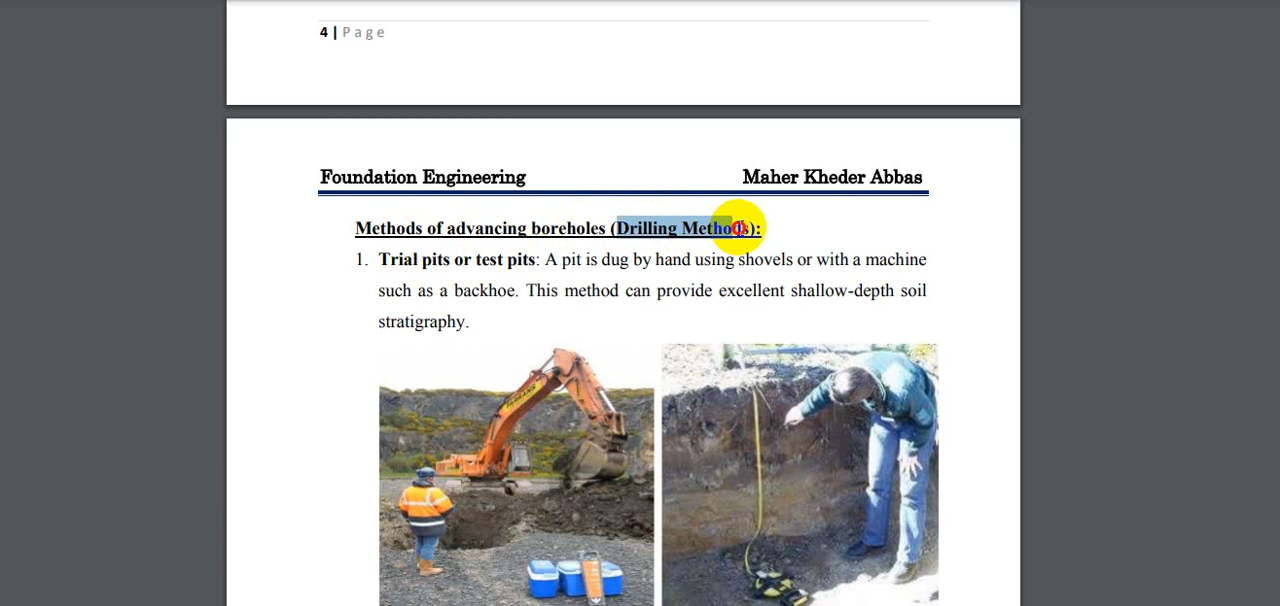 4 | Page
Foundation Engineering Maher Kheder Abbas
Methods of advancing boreholes (Drilling Methods):
1. Trial pits or test pits: A pit is dug by hand using shovels or with a machine
such as a backhoe. This method can provide excellent shallow-depth soil
stratigraphy.